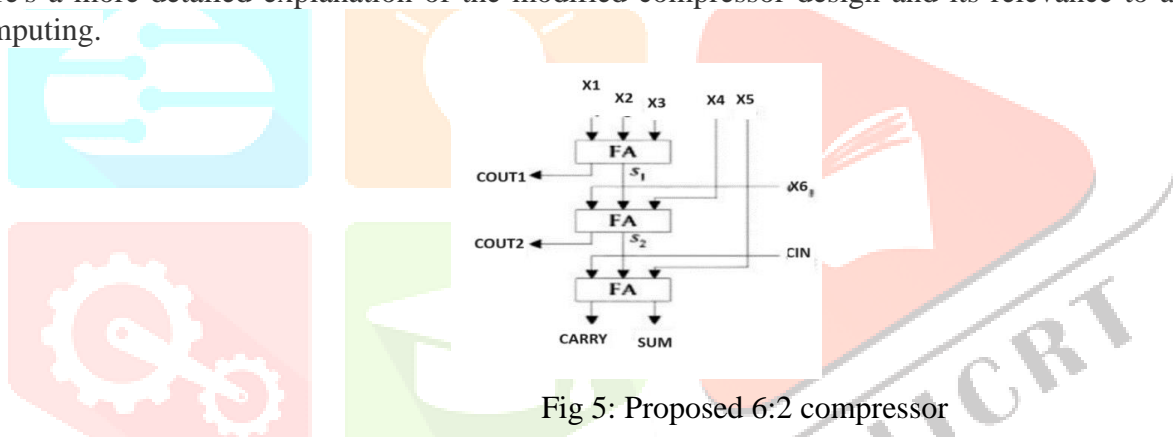 more detailed explanation of the modified compressor design and its relevance to
mputing.
X1 X2 X3 X4 X5
FA
COUT1 S1
X6
FA
COUT2 S2
CIN
FA
CARRY SUM
Fig 5: Proposed 6:2 compressor
IJCRT